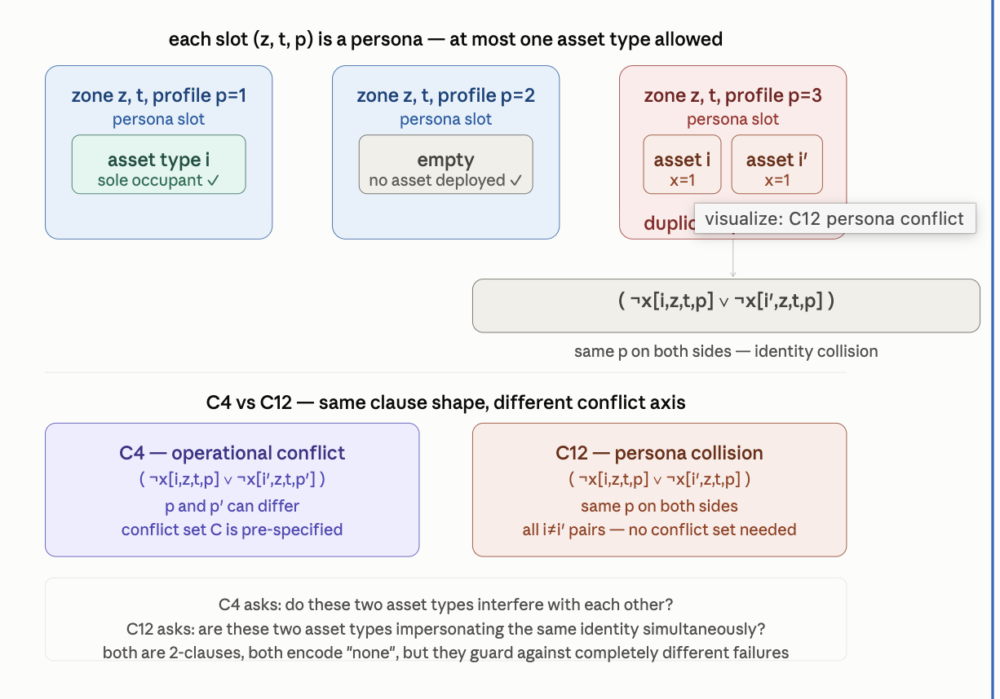 each slot (z, t, p) is a persona — at most one asset type allowed
zone z, t, profile p=1
persona slot
asset type i
sole occupant ✓
zone z, t, profile p=2
persona slot
empty
no asset deployed ✓
zone z, t, profile p=3
persona slot
asset i
x=1
asset i′
x=1
visualize: C12 persona conflict
( ¬x[i,z,t,p] ∨ ¬x[i′,z,t,p] )
same p on both sides — identity collision
C4 vs C12 — same clause shape, different conflict axis
C4 — operational conflict
( ¬x[i,z,t,p] ∨ ¬x[i′,z,t,p′] )
p and p′ can differ
conflict set C is pre-specified
C12 — persona collision
( ¬x[i,z,t,p] ∨ ¬x[i′,z,t,p] )
same p on both sides
all i≠i′ pairs — no conflict set needed
C4 asks: do these two asset types interfere with each other?
C12 asks: are these two asset types impersonating the same identity simultaneously?
both are 2-clauses, both encode "none", but they guard against completely different failures